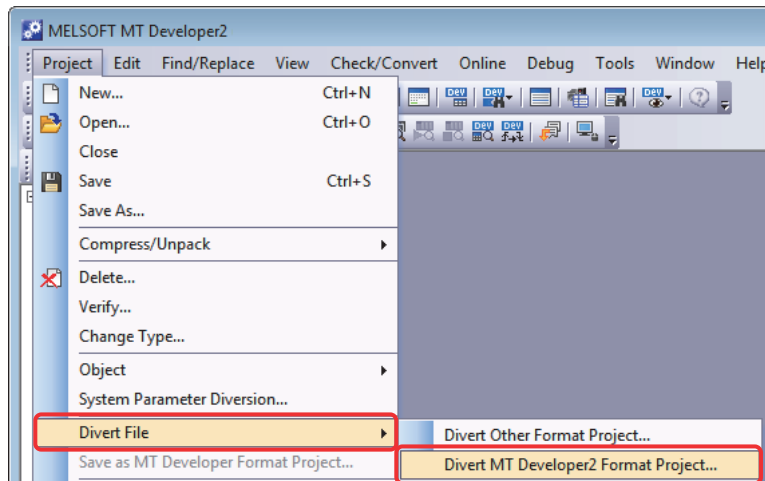 MELSOFT MT Developer2
Project Edit Find/Replace View Check/Convert Online Debug Tools Window Help
New... Ctrl+N
Open... Ctrl+O
Close
Save Ctrl+S
Save As...
Compress/Unpack
Delete...
Verify...
Change Type...
Object
System Parameter Diversion...
Divert File
Divert Other Format Project...
Save as MT Developer Format Project...
Divert MT Developer2 Format Project...